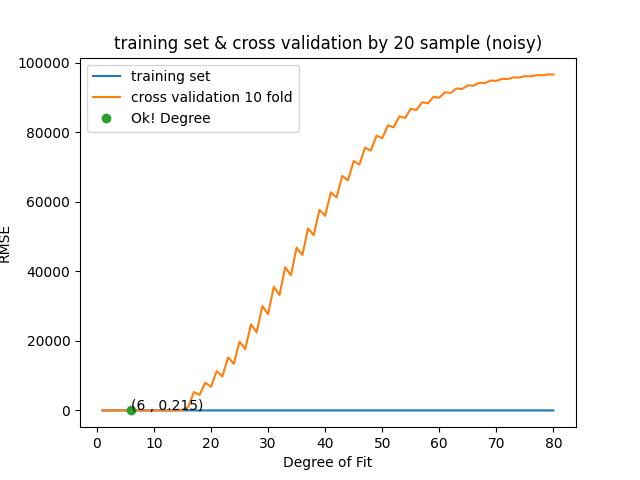 training set & cross validation by 20 sample (noisy)
100000
80000
60000
40000
20000
0
RMSE
training set
cross validation 10 fold
Ok! Degree
(6 , 0.215)
0 10 20 30 40 50 60 70 80
Degree of Fit